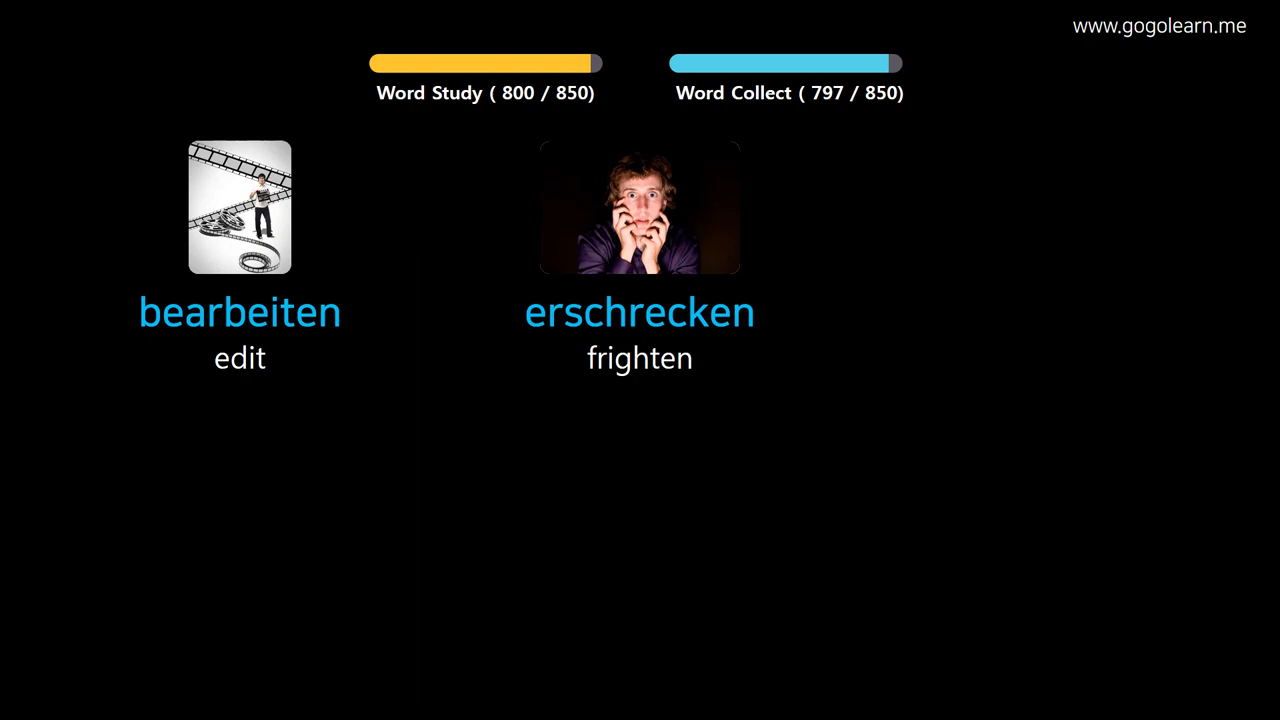 www.gogolearn.me
Word Study ( 800 / 850)
Word Collect ( 797 / 850)
bearbeiten
edit
erschrecken
frighten